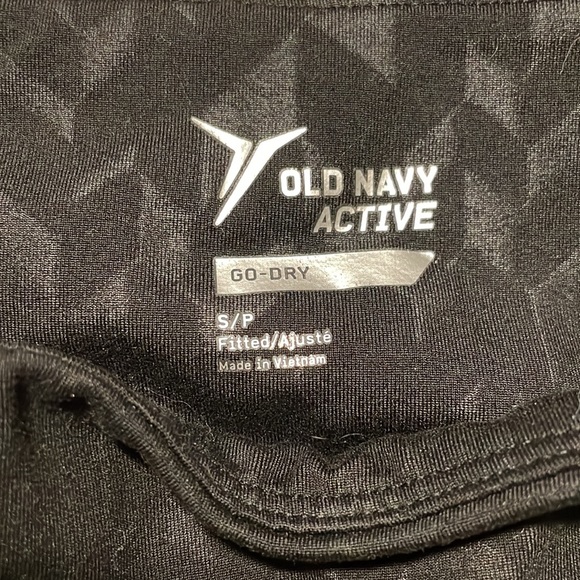 OLD NAVY
ACTIVE
GO-DRY
S/P
Fitted/Ajusté
Made in Vietnam